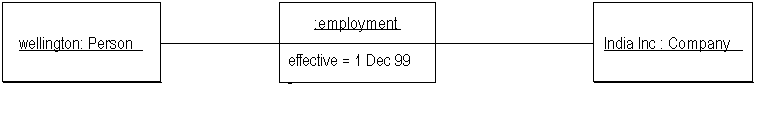 wellington: Person
:employment
effective = 1 Dec 99
India Inc : Company